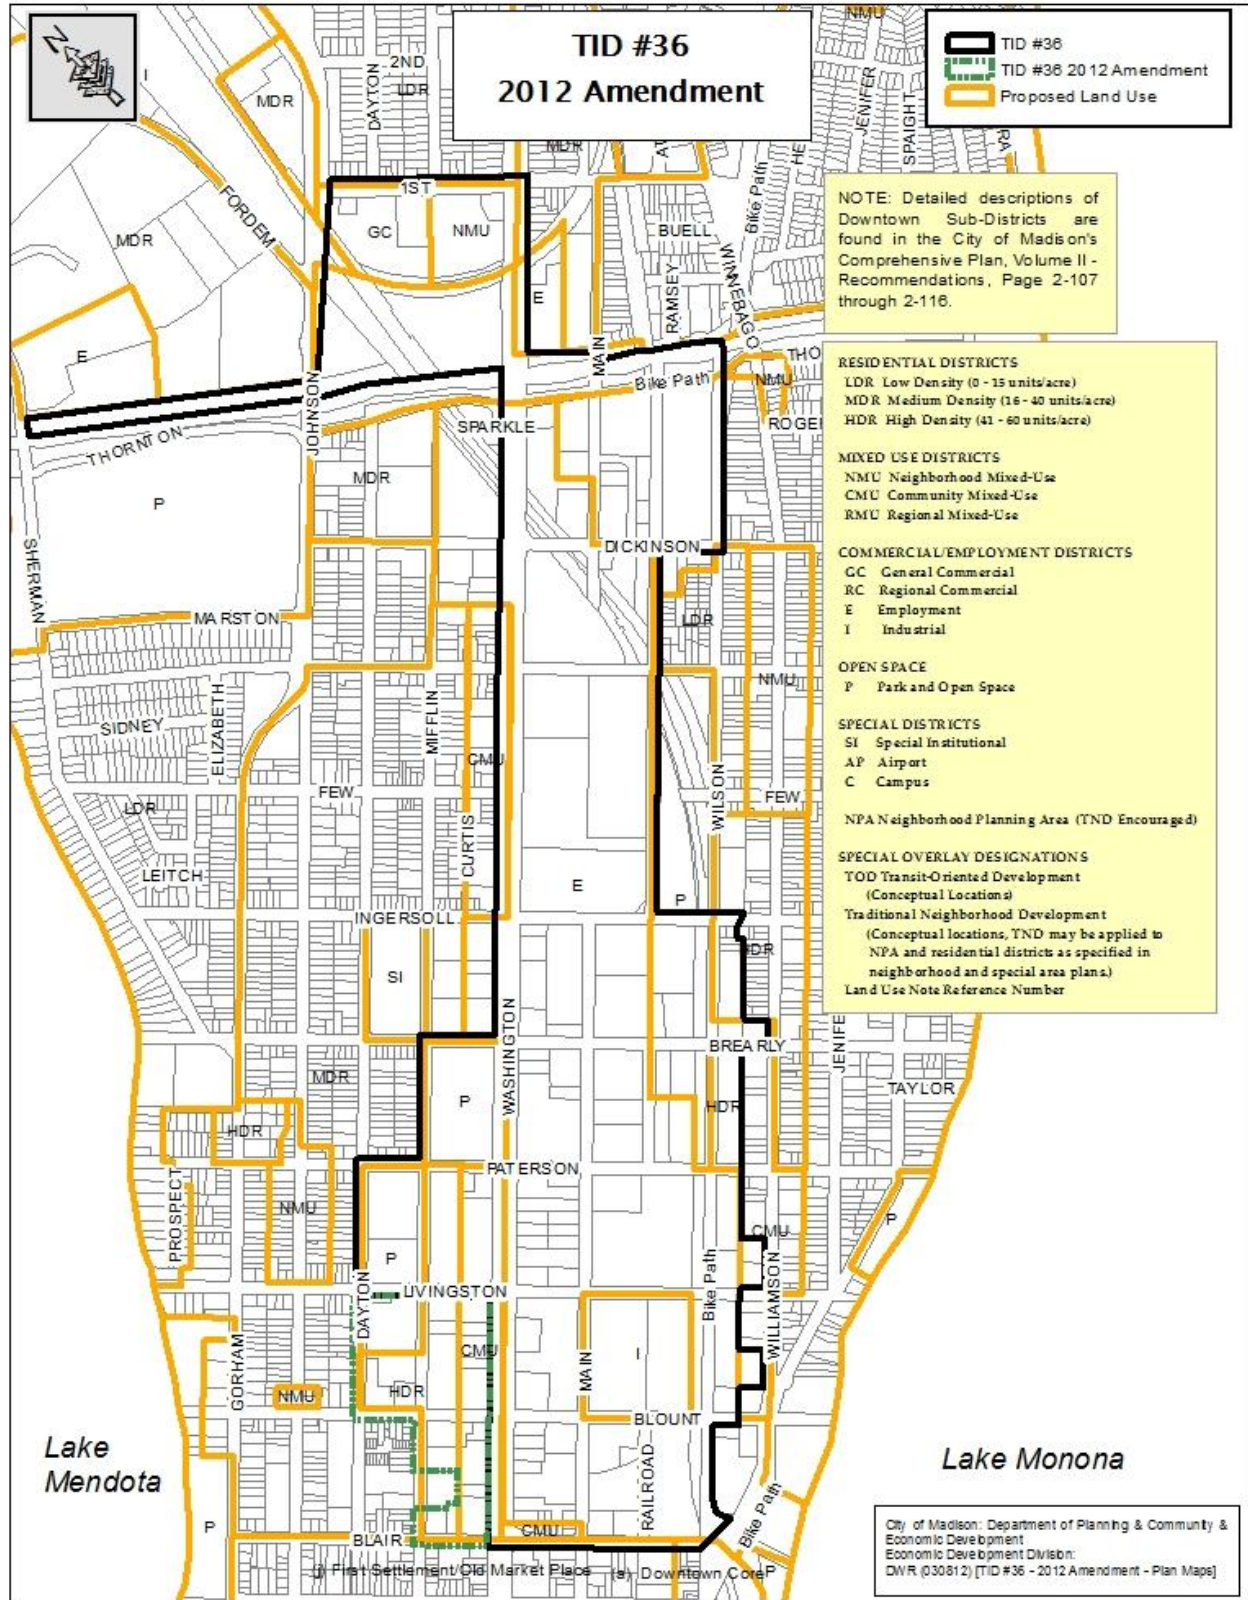 TID #36
2012 Amendment
TID #36
TID #36 2012 Amendment
Proposed Land Use
N
I
MDR
DAYTON
2ND
LDR
MDR
NMU
JENIFER
SPAIGHT
Bike Path
1ST
FORDEM
MDR
GC
NMU
BUELL
RAMSEY
WINNEBAGO
E
E
MAIN
JOHNSON
Bike Path
NMU
THORNTON
SPARKLE
P
MDR
DICKINSON
SHERMAN
MARSTON
LDR
NMU
SIDNEY
ELIZABETH
MIFFLIN
CMU
FEW
WILSON
FEW
LDR
CURTIS
LEITCH
E
P
INGERSOLL
SI
HDR
WASHINGTON
BREARLY
MDR
P
HDR
TAYLOR
HDR
PATERSON
PROSPECT
NMU
P
CMU
P
DAYTON
LIVINGSTON
Bike Path
WILLIAMSON
GORHAM
CMU
MAIN
I
NMU
HDR
BLOUNT
RAILROAD
Lake
Mendota
Lake Monona
P
BLAIR
CMU
Bike Path
P
(j) First Settlement/Old Market Place
(a) Downtown Core
P
NOTE: Detailed descriptions of
Downtown Sub-Districts are
found in the City of Madison's
Comprehensive Plan, Volume II -
Recommendations, Page 2-107
through 2-116.
RESIDENTIAL DISTRICTS
LDR Low Density (0 - 15 units/acre)
MDR Medium Density (16 - 40 units/acre)
HDR High Density (41 - 60 units/acre)
MIXED USE DISTRICTS
NMU Neighborhood Mixed-Use
CMU Community Mixed-Use
RMU Regional Mixed-Use
COMMERCIAL/EMPLOYMENT DISTRICTS
GC General Commercial
RC Regional Commercial
E Employment
I Industrial
OPEN SPACE
P Park and Open Space
SPECIAL DISTRICTS
SI Special Institutional
AP Airport
C Campus
NPA Neighborhood Planning Area (TND Encouraged)
SPECIAL OVERLAY DESIGNATIONS
TOD Transit-Oriented Development
(Conceptual Locations)
Traditional Neighborhood Development
(Conceptual locations, TND may be applied to
NPA and residential districts as specified in
neighborhood and special area plans.)
Land Use Note Reference Number
City of Madison: Department of Planning & Community &
Economic Development
Economic Development Division:
DWR (030812) [TID #36 - 2012 Amendment - Plan Maps]